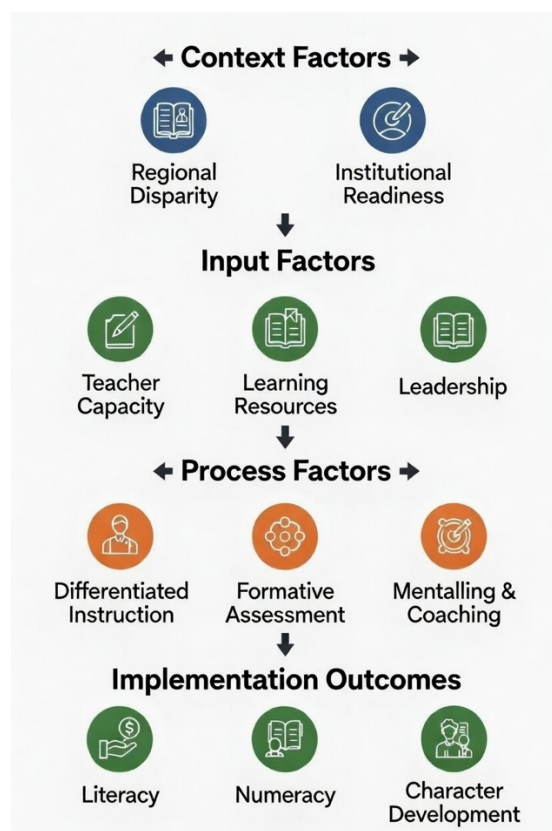 Context Factors
Regional
Disparity
Institutional
Readiness
Input Factors
Teacher
Capacity
Learning
Resources
Leadership
Process Factors
Differentiated
Instruction
Formative
Assessment
Mentalling &
Coaching
Implementation Outcomes
$
Literacy
Numeracy
Character
Development